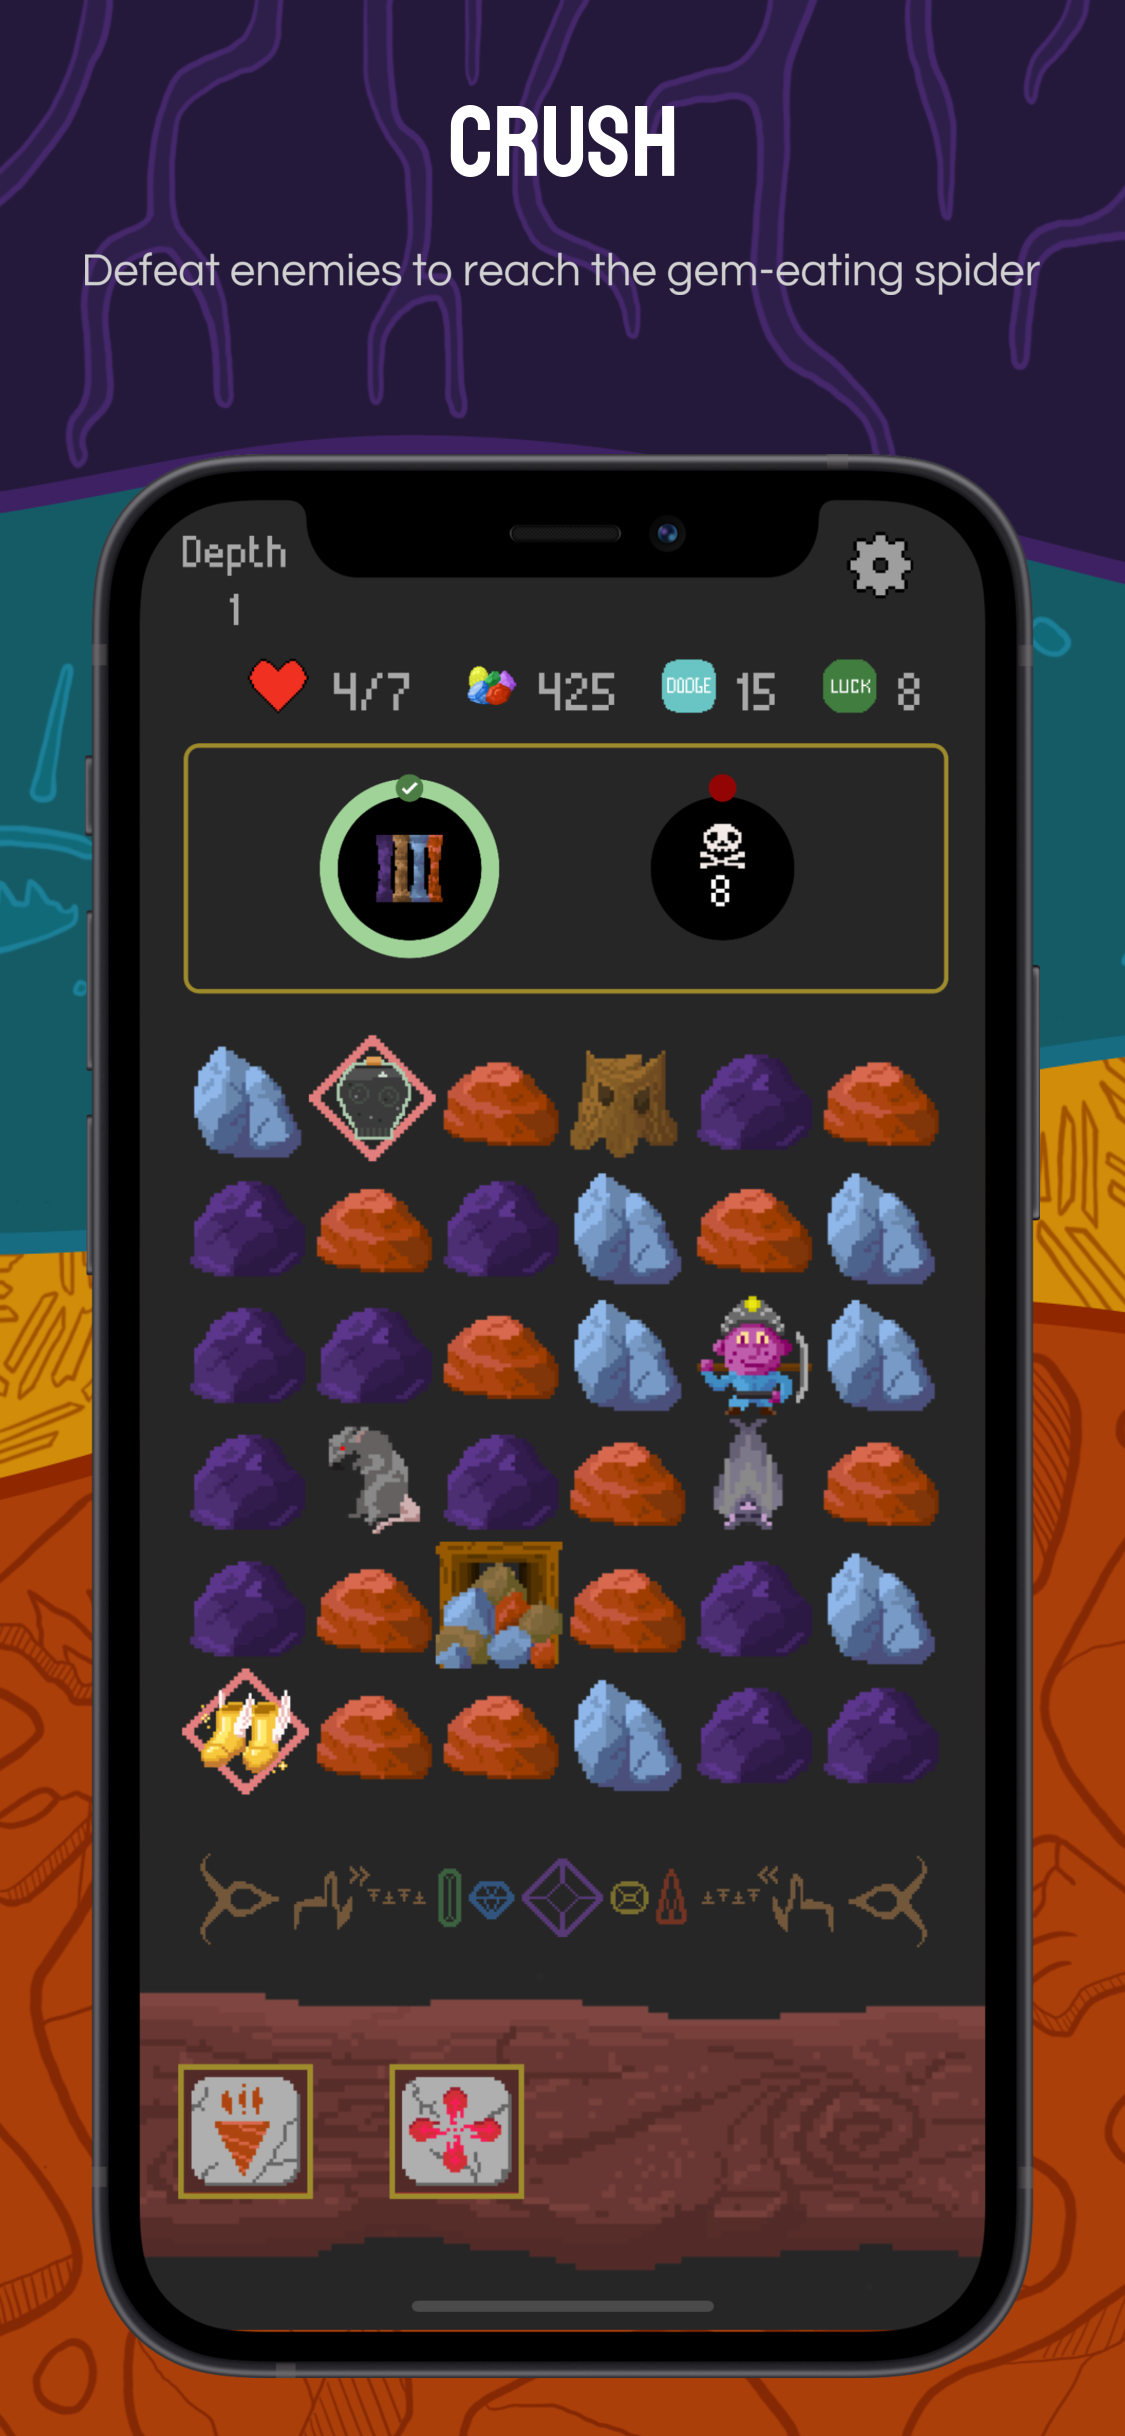 CRUSH
Defeat enemies to reach the gem-eating spider
Depth
1
4/7 425 DODGE 15 LUCK 8
8